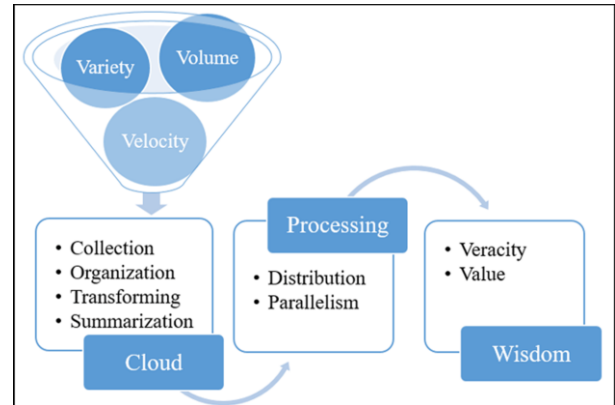 Variety
Volume
Velocity
• Collection
• Organization
• Transforming
• Summarization
Cloud
Processing
• Distribution
• Parallelism
• Veracity
• Value
Wisdom